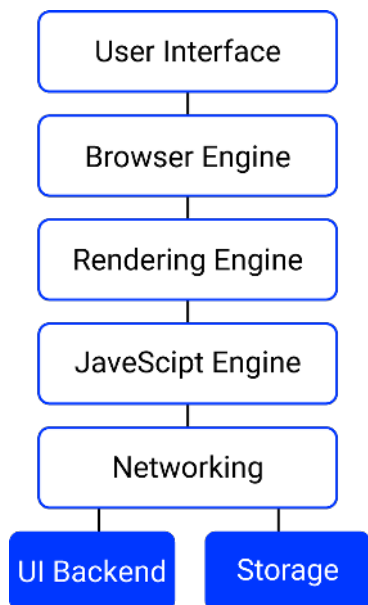 User Interface
Browser Engine
Rendering Engine
JaveScipt Engine
Networking
UI Backend
Storage